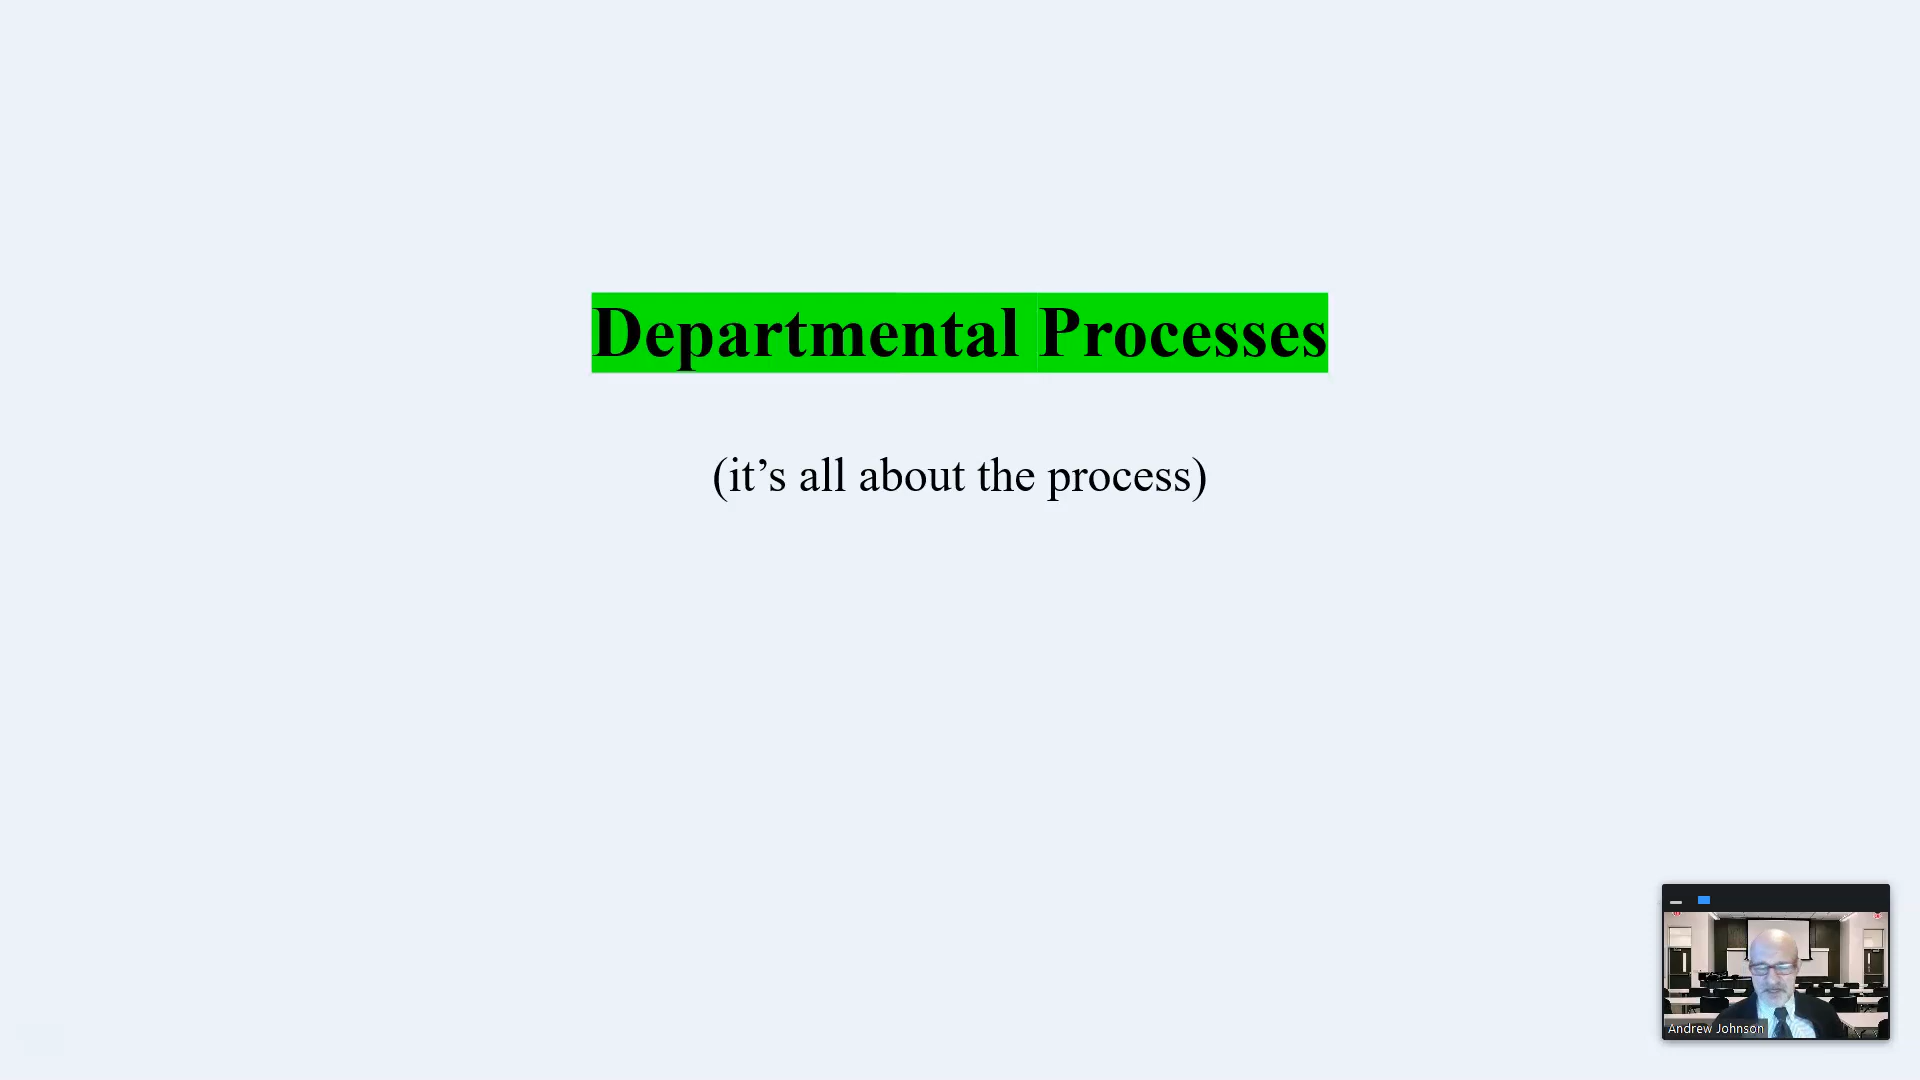 Departmental Processes
(it’s all about the process)
Andrew Johnson